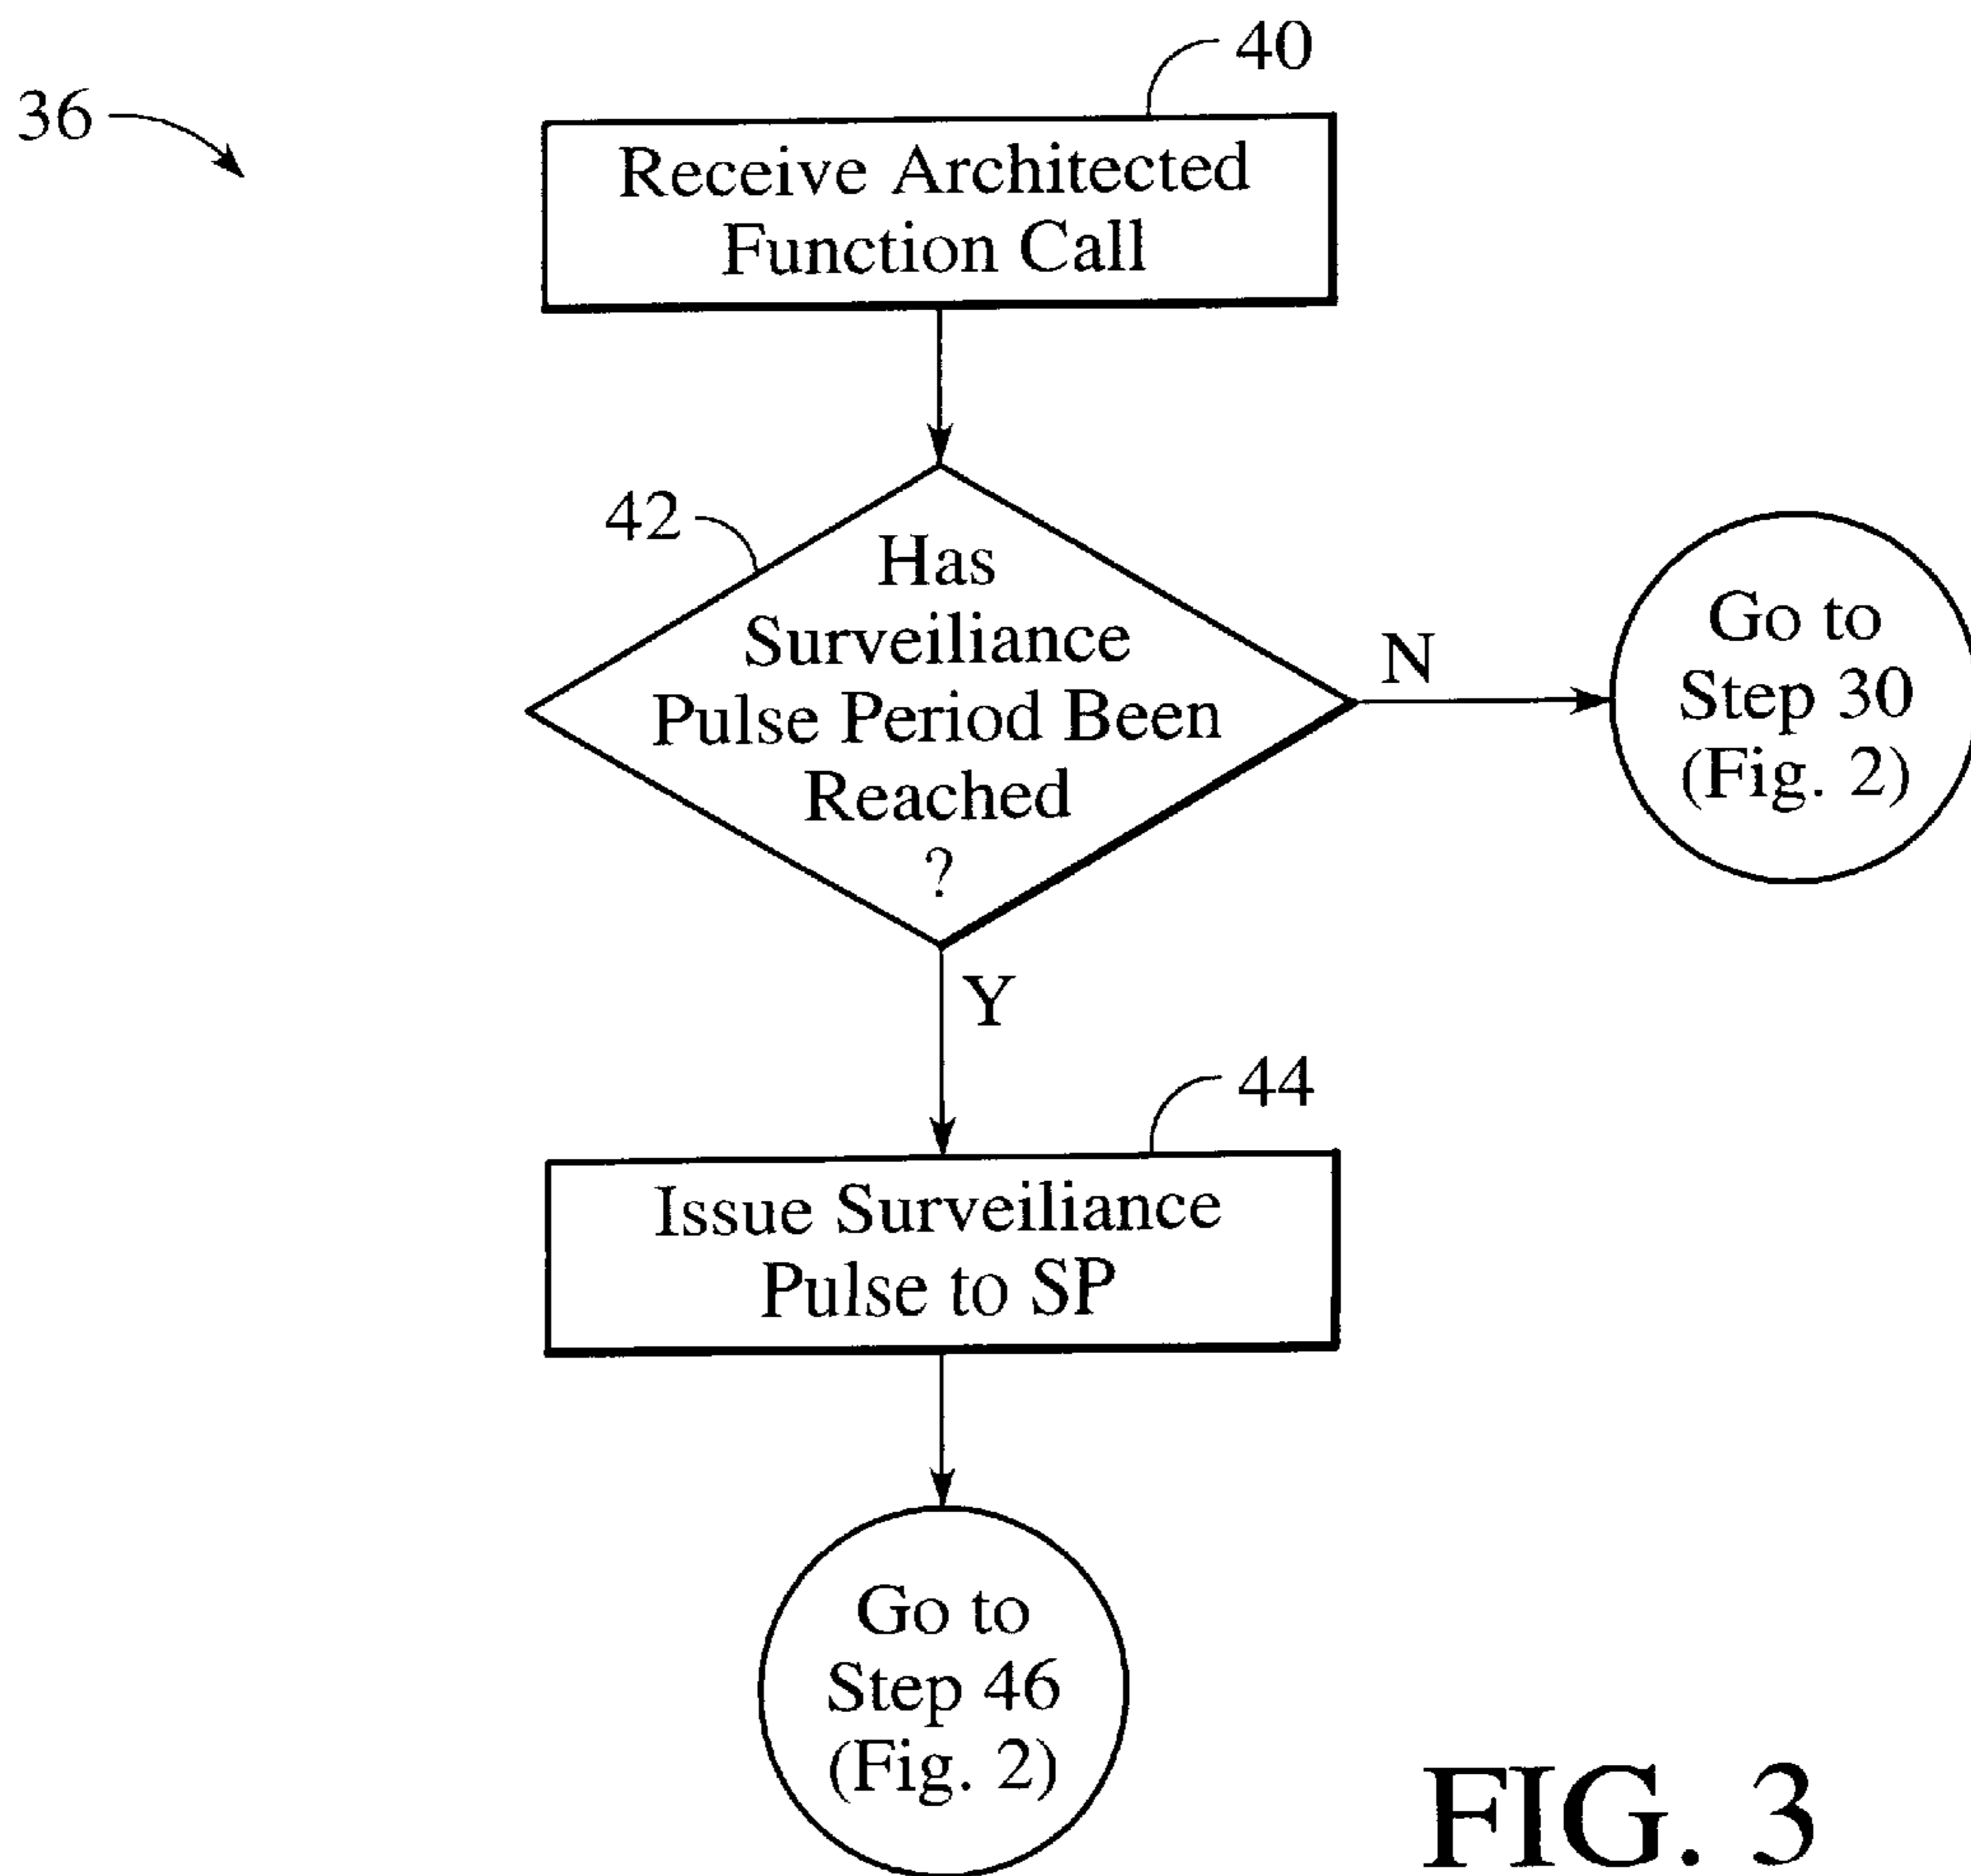 36
40
Receive Architected
Function Call
42
Has
Surveiliance
Pulse Period Been
Reached
?
N
Go to
Step 30
(Fig. 2)
Y
44
Issue Surveiliance
Pulse to SP
Go to
Step 46
(Fig. 2)
FIG. 3